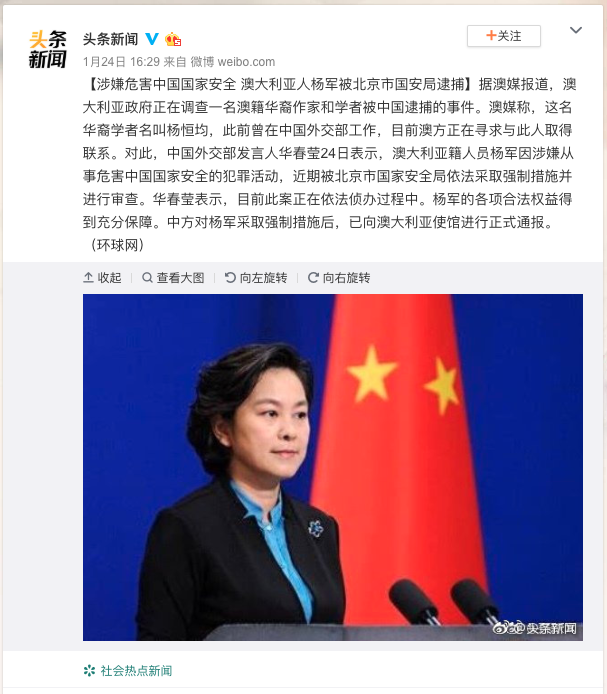 头条
新闻
头条新闻
+关注
1月24日 16:29 来自 微博 weibo.com
【涉嫌危害中国国家安全 澳大利亚人杨军被北京市国安局逮捕】据澳媒报道，澳
大利亚政府正在调查一名澳籍华裔作家和学者被中国逮捕的事件。澳媒称，这名
华裔学者名叫杨恒均，此前曾在中国外交部工作，目前澳方正在寻求与此人取得
联系。对此，中国外交部发言人华春莹24日表示，澳大利亚籍人员杨军因涉嫌从
事危害中国国家安全的犯罪活动，近期被北京市国家安全局依法采取强制措施并
进行审查。华春莹表示，目前此案正在依法侦办过程中。杨军的各项合法权益得
到充分保障。中方对杨军采取强制措施后，已向澳大利亚使馆进行正式通报。
（环球网）
收起 查看大图 向左旋转 向右旋转
@头条新闻
社会热点新闻